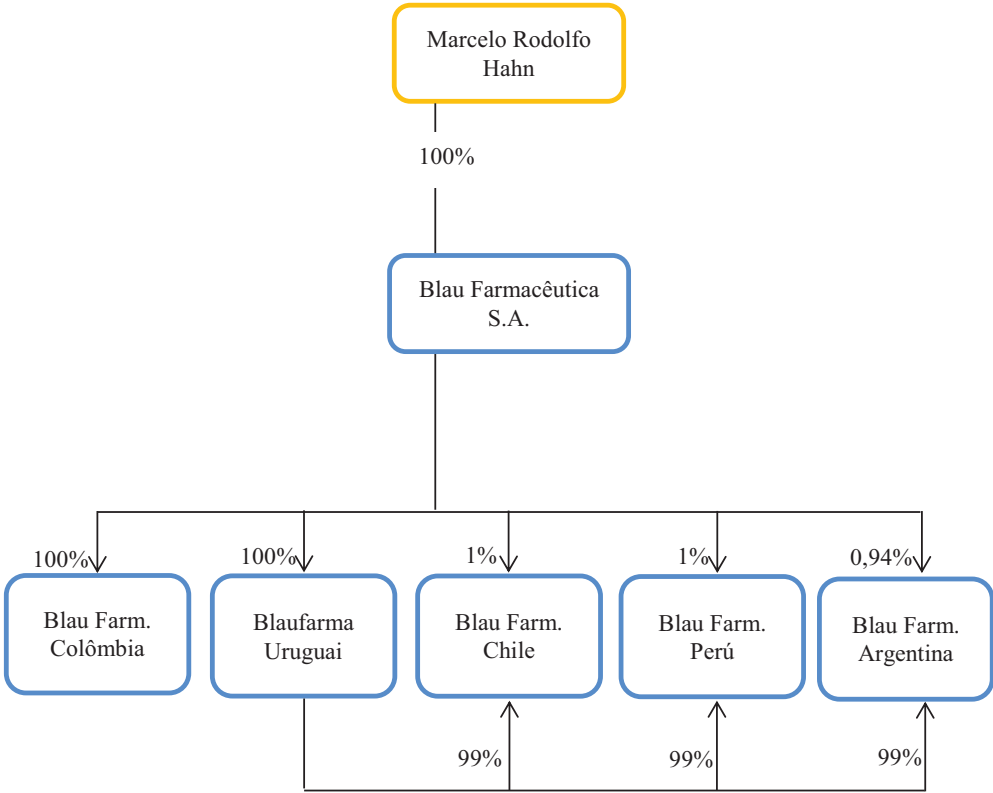 Marcelo Rodolfo
Hahn
100%
Blau Farmacêutica
S.A.
100%
100%
1%
1%
0,94%
Blau Farm.
Colômbia
Blaufarma
Uruguai
Blau Farm.
Chile
Blau Farm.
Perú
Blau Farm.
Argentina
99%
99%
99%